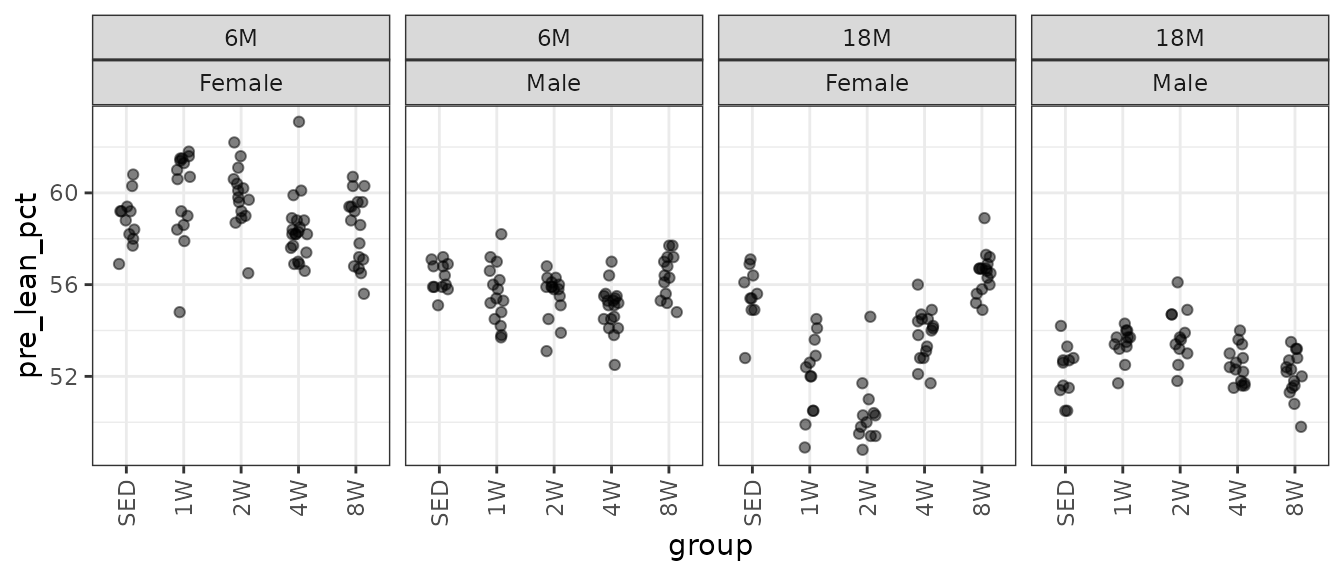 6M 6M 18M 18M
Female Male Female Male
pre_lean_pct
60
56
52
SED 1W 2W 4W 8W SED 1W 2W 4W 8W SED 1W 2W 4W 8W SED 1W 2W 4W 8W
group